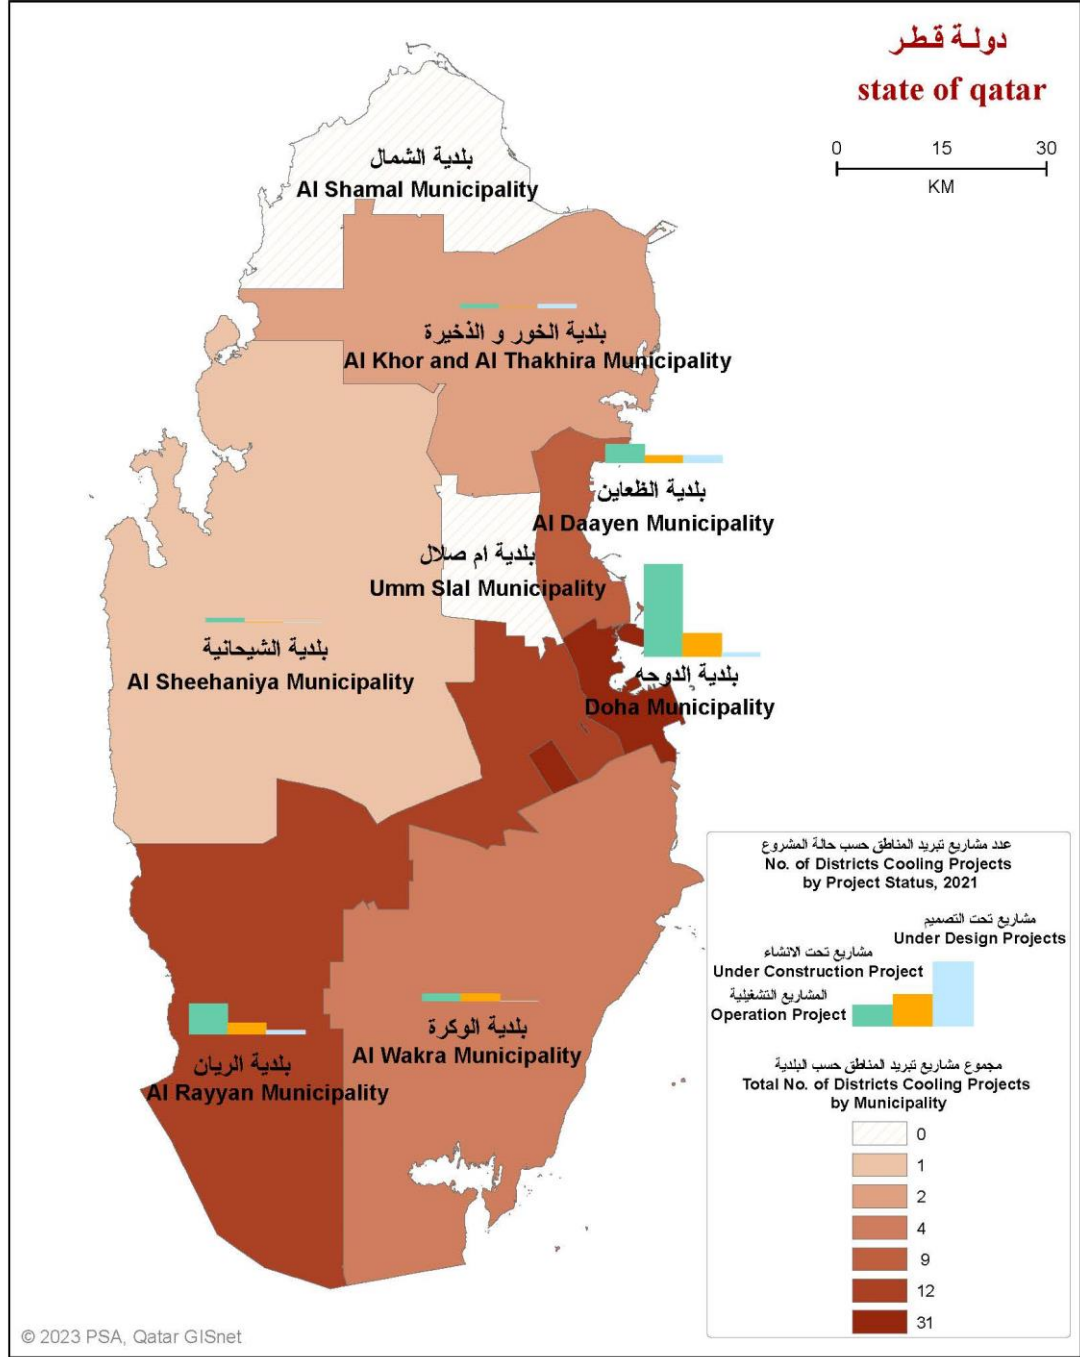 دولة قطر
state of qatar
0 15 30
KM
بلدية الشمال
Al Shamal Municipality
بلدية الخور و الذخيرة
Al Khor and Al Thakhira Municipality
بلدية الظعاين
Al Daayen Municipality
بلدية ام صلال
Umm Slal Municipality
بلدية الشيحانية
Al Sheehaniya Municipality
بلدية الدوحه
Doha Municipality
بلدية الوكرة
Al Wakra Municipality
بلدية الريان
Al Rayyan Municipality
عدد مشاريع تبريد المناطق حسب حالة المشروع
No. of Districts Cooling Projects
by Project Status, 2021
مشاريع تحت التصميم
Under Design Projects
مشاريع تحت الانشاء
Under Construction Project
المشاريع التشغيلية
Operation Project
مجموع مشاريع تبريد المناطق حسب البلدية
Total No. of Districts Cooling Projects
by Municipality
0
1
2
4
9
12
31
© 2023 PSA, Qatar GISnet